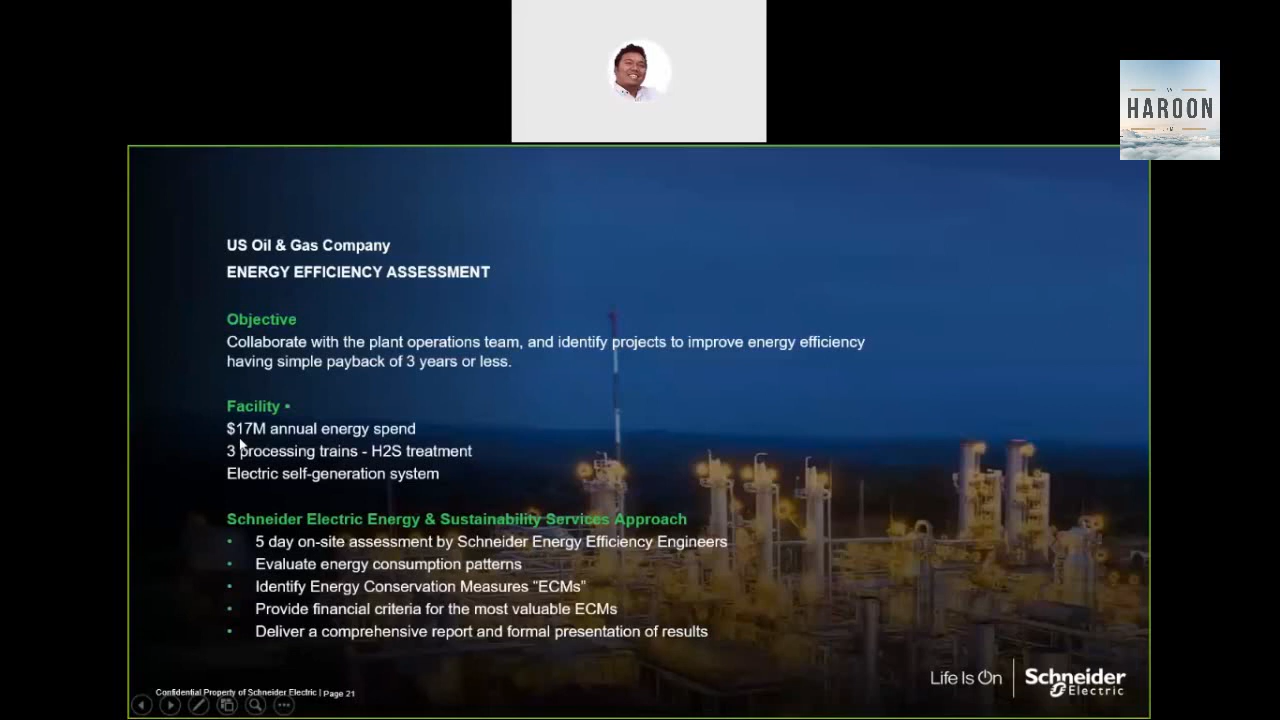 HAROON
US Oil & Gas Company
ENERGY EFFICIENCY ASSESSMENT
Objective
Collaborate with the plant operations team, and identify projects to improve energy efficiency
having simple payback of 3 years or less.
Facility •
$17M annual energy spend
3 processing trains - H2S treatment
Electric self-generation system
Schneider Electric Energy & Sustainability Services Approach
• 5 day on-site assessment by Schneider Energy Efficiency Engineers
• Evaluate energy consumption patterns
• Identify Energy Conservation Measures "ECMs"
• Provide financial criteria for the most valuable ECMs
• Deliver a comprehensive report and formal presentation of results
Life Is On
Schneider
Electric
Confidential Property of Schneider Electric | Page 21